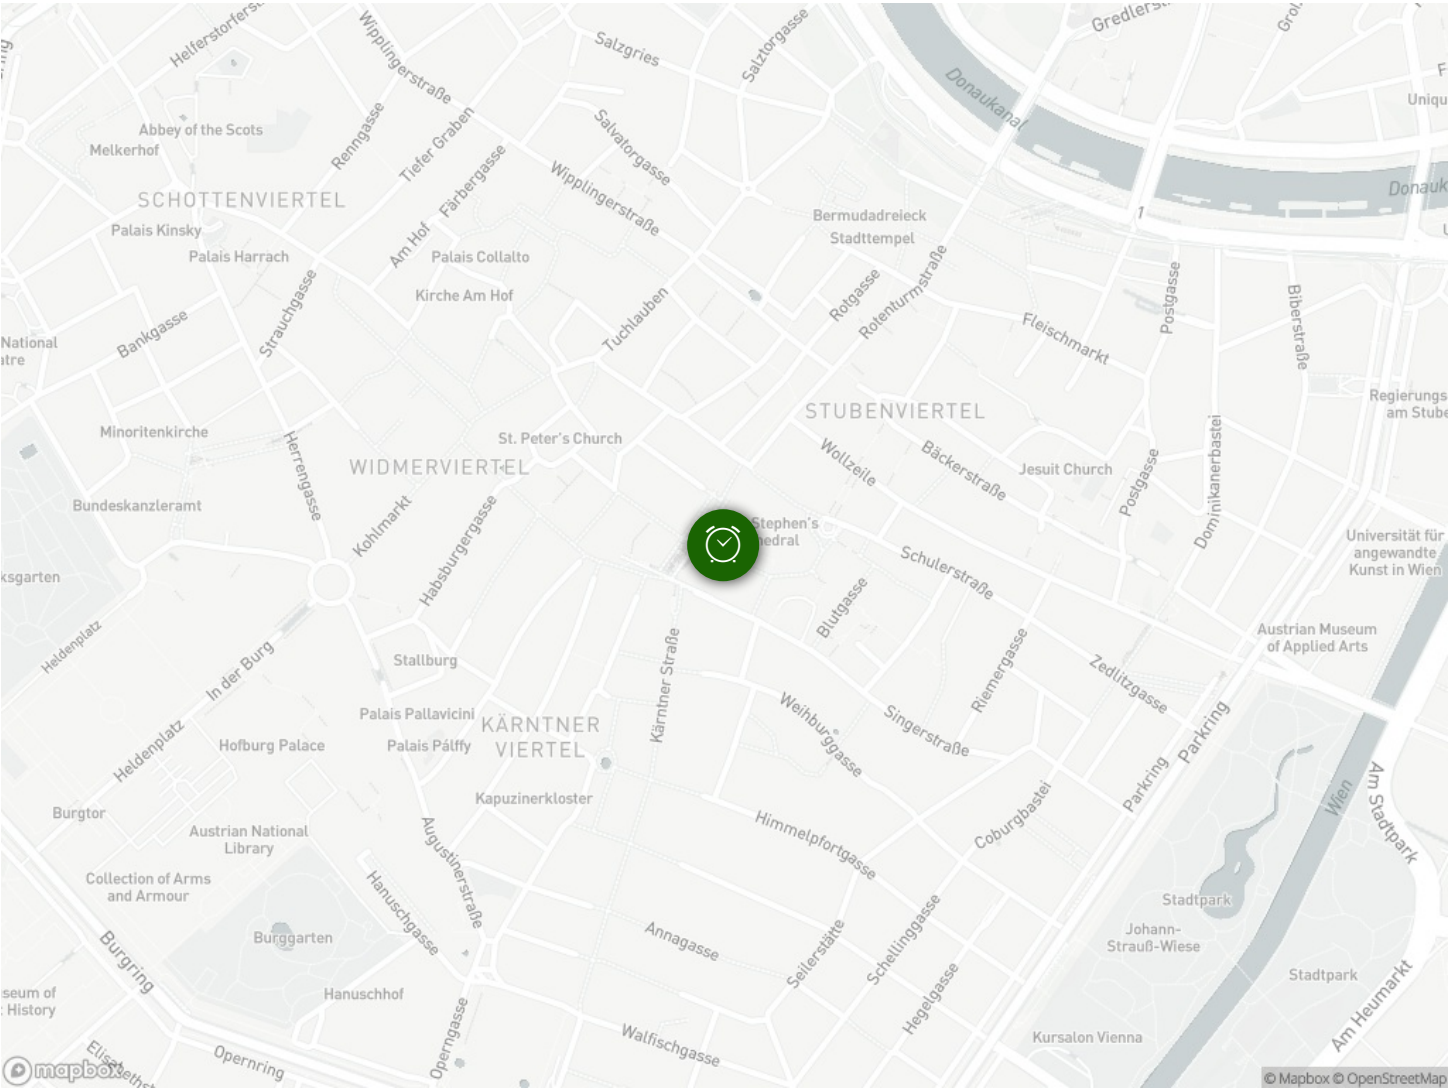 Helferstorferst
Wipplingerstraße
Salzgries
Salztorgasse
Gredlerst
Donaukanal
Uniqu
Abbey of the Scots
Melkerhof
Renngasse
Tiefer Graben
Salvatorgasse
Färbergasse
Wipplingerstraße
Donauk
SCHOTTENVIERTEL
Palais Kinsky
Palais Harrach
Am Hof
Palais Collalto
Kirche Am Hof
Bermudadreieck
Stadttempel
1
Strauchgasse
Bankgasse
Tuchlauben
Rotgasse
Rotenturmstraße
Fleischmarkt
Postgasse
Biberstraße
National
atre
Regierungs
am Stube
STUBENVIERTEL
Minoritenkirche
Herrengasse
St. Peter's Church
WIDMERVIERTEL
Wollzeile
Bäckerstraße
Jesuit Church
Postgasse
Dominikanerbastei
Bundeskanzleramt
Kohlmarkt
Habsburgergasse
Stephen's
hedral
Universität für
angewandte
Kunst in Wien
ksgarten
Schulerstraße
Blutgasse
Heldenplatz
In der Burg
Stallburg
Kärntner Straße
Riemergasse
Zedlitzgasse
Austrian Museum
of Applied Arts
Palais Pallavicini
Palais Pálffy
KÄRNTNER
VIERTEL
Weihburggasse
Singerstraße
Parkring
Heldenplatz
Hofburg Palace
Parkring
Wien
Am Stadtpark
Burgtor
Kapuzinerkloster
Austrian National
Library
Augustinerstraße
Himmelpfortgasse
Coburgbastei
Collection of Arms
and Armour
Hanuschgasse
Stadtpark
Johann-
Strauß-Wiese
Burggarten
Annagasse
Seilerstätte
Schellinggasse
Hegelgasse
Stadtpark
Burgring
Hanuschhof
seum of
: History
Operngasse
Walfischgasse
Kursalon Vienna
Am Heumarkt
Elisabethst
Opernring
mapbox
© Mapbox © OpenStreetMap